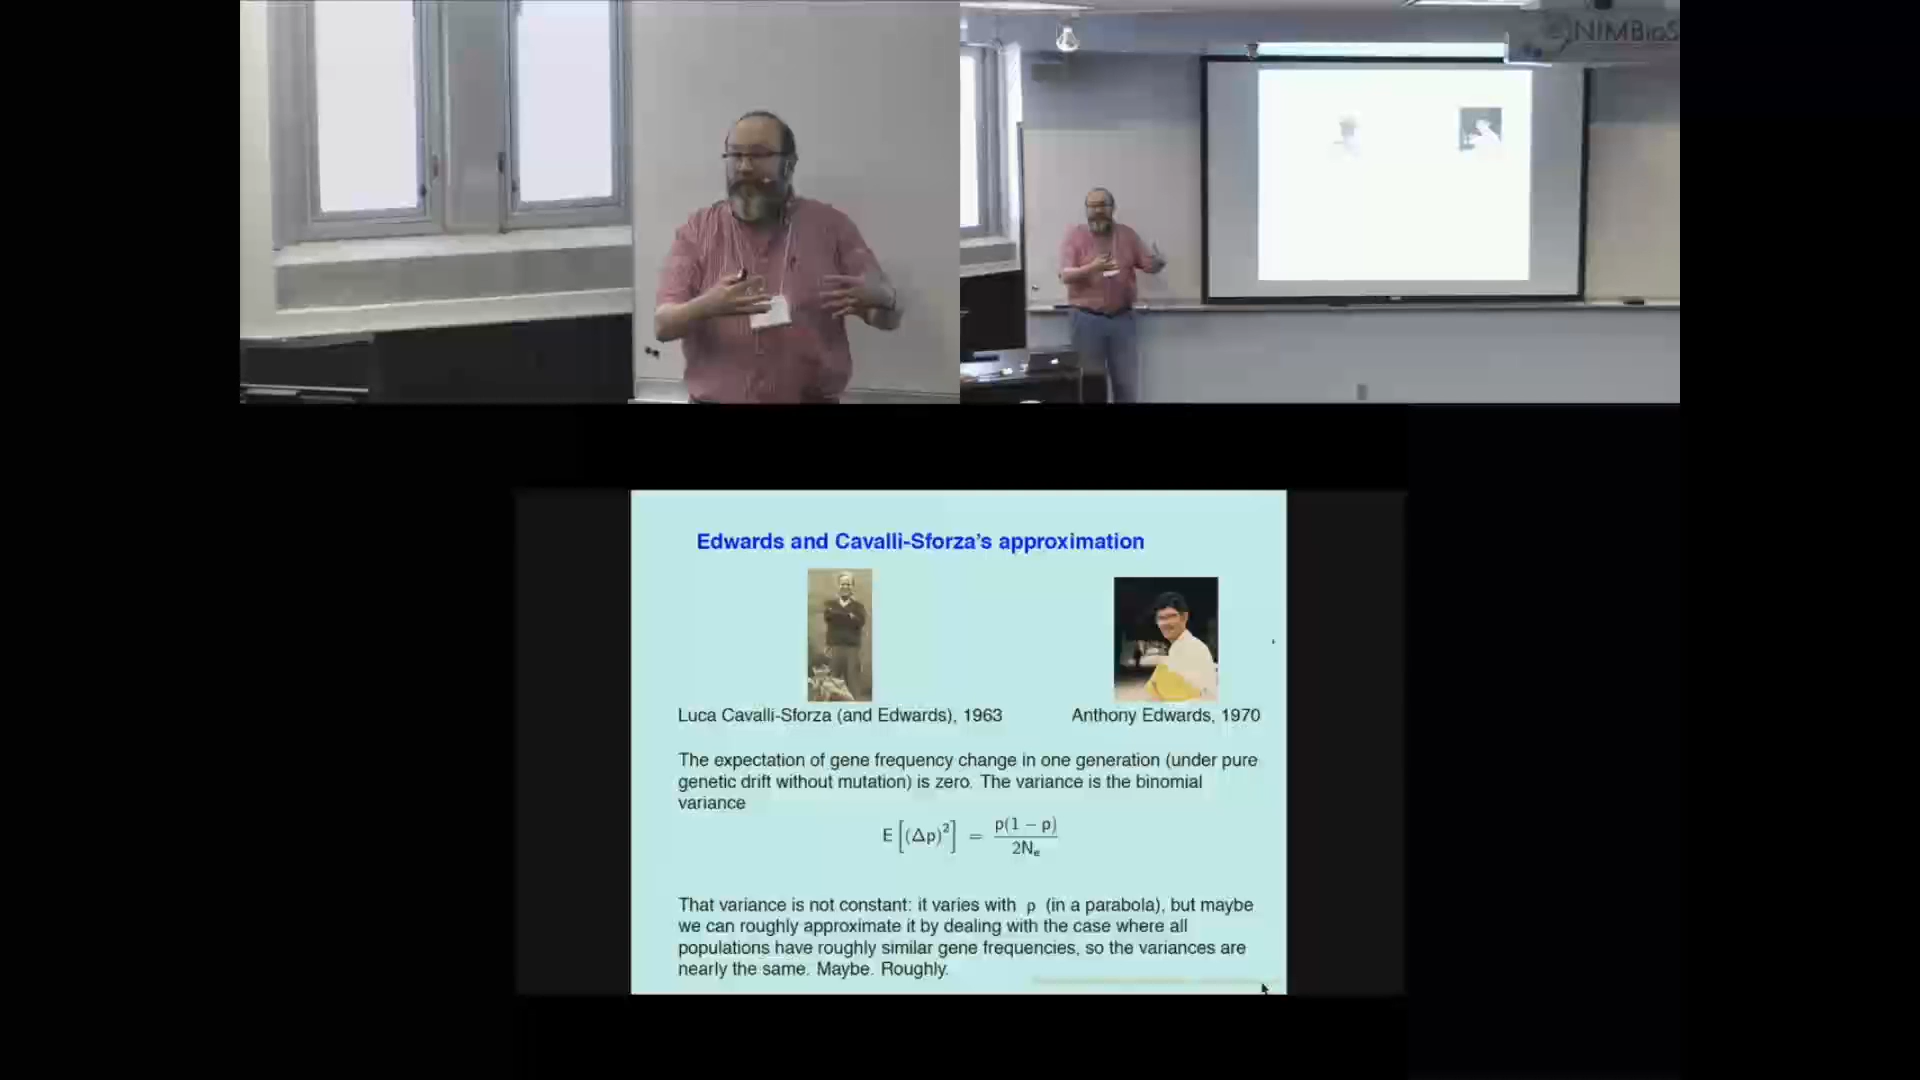 NIMBioS
Edwards and Cavalli-Sforza's approximation
Luca Cavalli-Sforza (and Edwards), 1963
Anthony Edwards, 1970
The expectation of gene frequency change in one generation (under pure
genetic drift without mutation) is zero. The variance is the binomial
variance
E [(Δp)²] = p(1 − p) / 2Nₑ
That variance is not constant: it varies with p (in a parabola), but maybe
we can roughly approximate it by dealing with the case where all
populations have roughly similar gene frequencies, so the variances are
nearly the same. Maybe. Roughly.